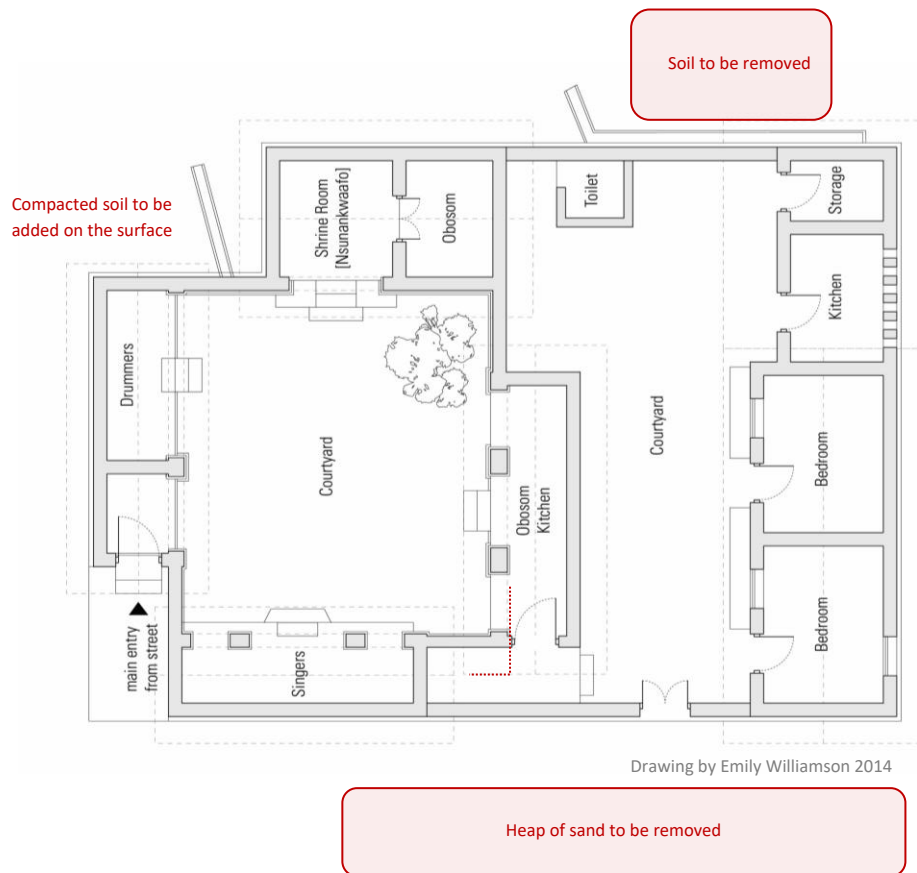 Soil to be removed
Compacted soil to be
added on the surface
Shrine Room
[Nsunankwaafo]
Obosom
Toilet
Storage
Kitchen
Drummers
Courtyard
Obosom
Kitchen
Courtyard
Bedroom
Bedroom
main entry
from street
Singers
Drawing by Emily Williamson 2014
Heap of sand to be removed